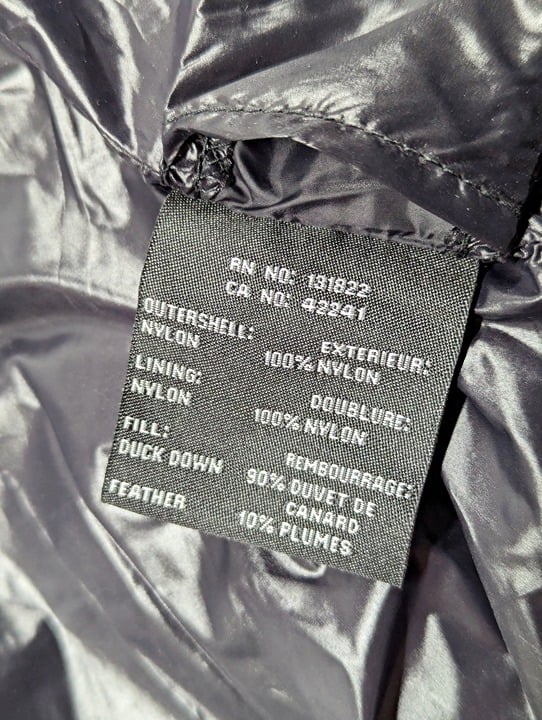 RN NO: 131822
CA NO: 42241
OUTERSHELL: EXTERIEUR:
NYLON 100% NYLON
LINING: DOUBLURE:
NYLON 100% NYLON
FILL: REMBOURRAGE:
DUCK DOWN 90% DUVET DE
CANARD
FEATHER 10% PLUMES